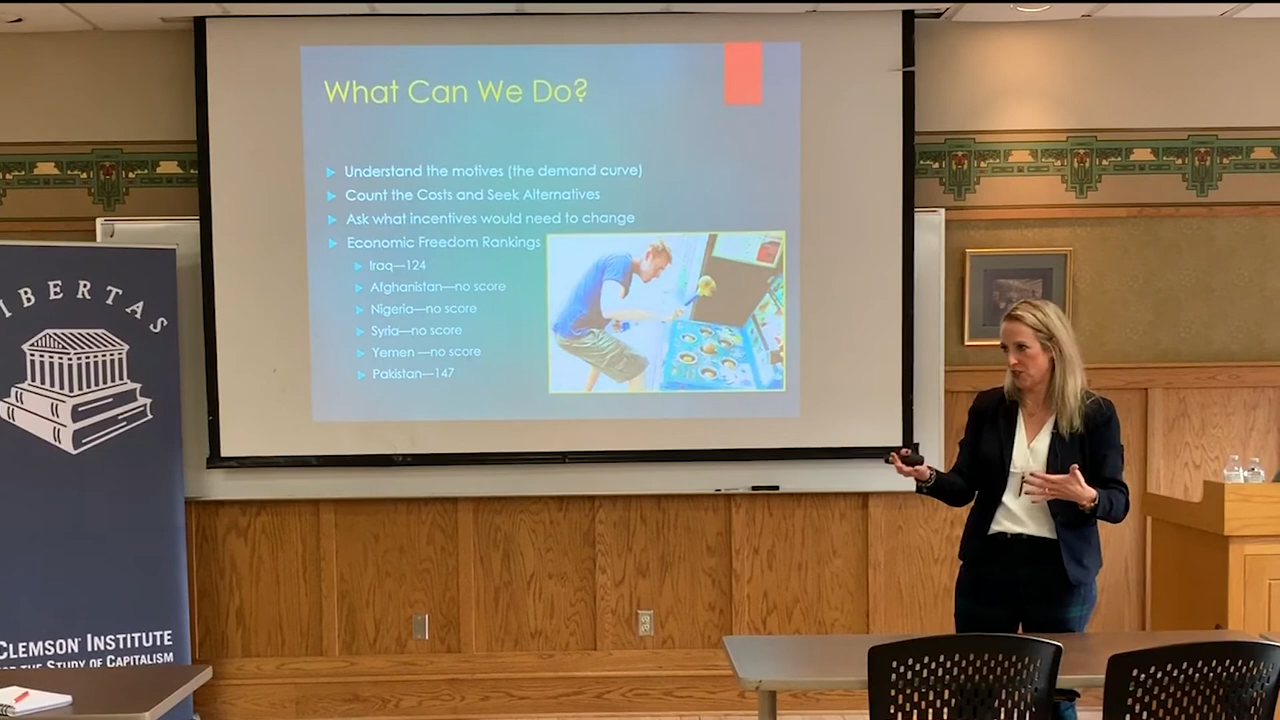 What Can We Do?
Understand the motives (the demand curve)
Count the Costs and Seek Alternatives
Ask what incentives would need to change
Economic Freedom Rankings
Iraq—124
Afghanistan—no score
Nigeria—no score
Syria—no score
Yemen —no score
Pakistan—147
IBERTAS
CLEMSON INSTITUTE
THE STUDY OF CAPITALISM